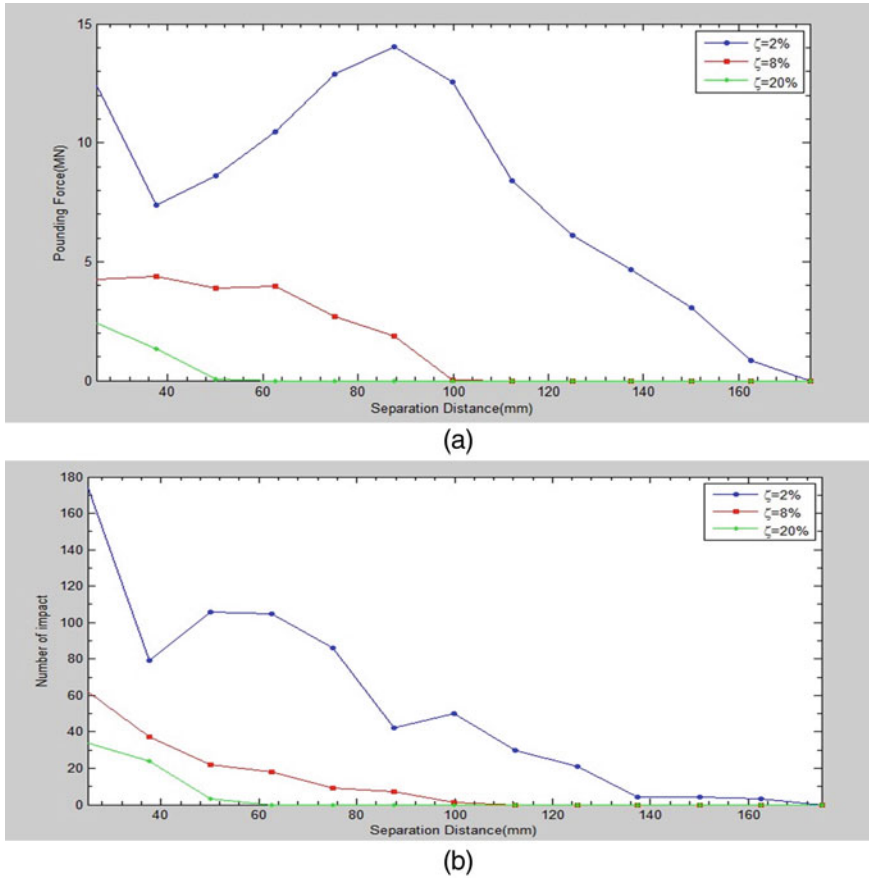 15
10
5
0
Pounding Force(MN)
ζ=2%
ζ=8%
ζ=20%
40 60 80 100 120 140 160
Separation Distance(mm)
(a)
180
160
140
120
100
80
60
40
20
0
Number of impact
ζ=2%
ζ=8%
ζ=20%
40 60 80 100 120 140 160
Separation Distance(mm)
(b)